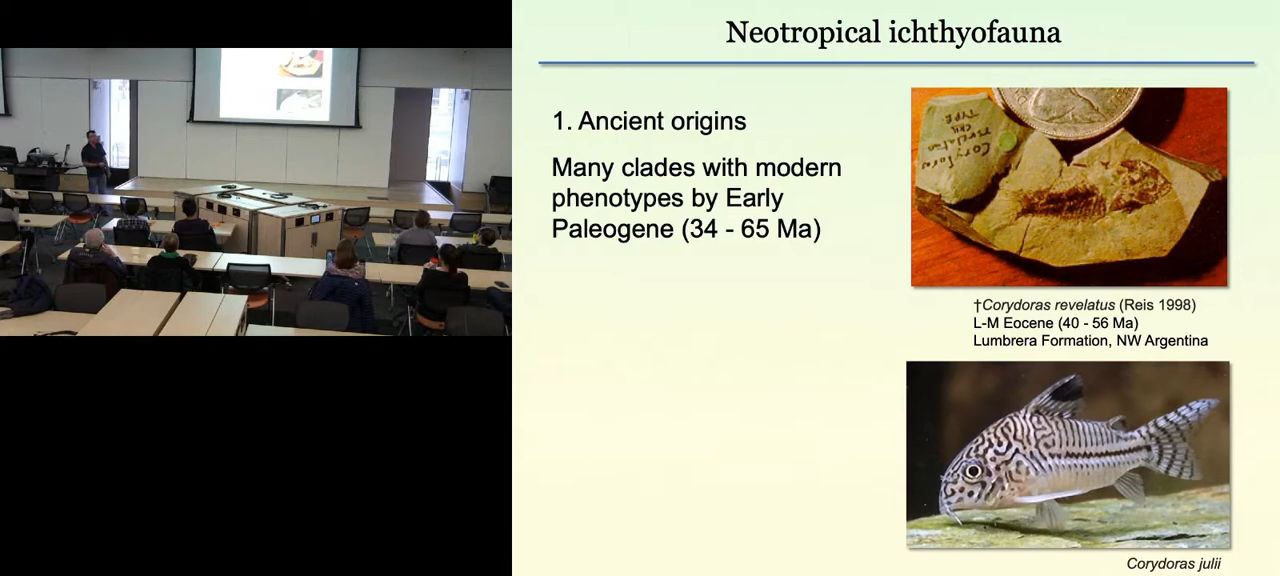 Neotropical ichthyofauna
1. Ancient origins
Many clades with modern
phenotypes by Early
Paleogene (34 - 65 Ma)
†Corydoras revelatus (Reis 1998)
L-M Eocene (40 - 56 Ma)
Lumbrera Formation, NW Argentina
Corydoras julii